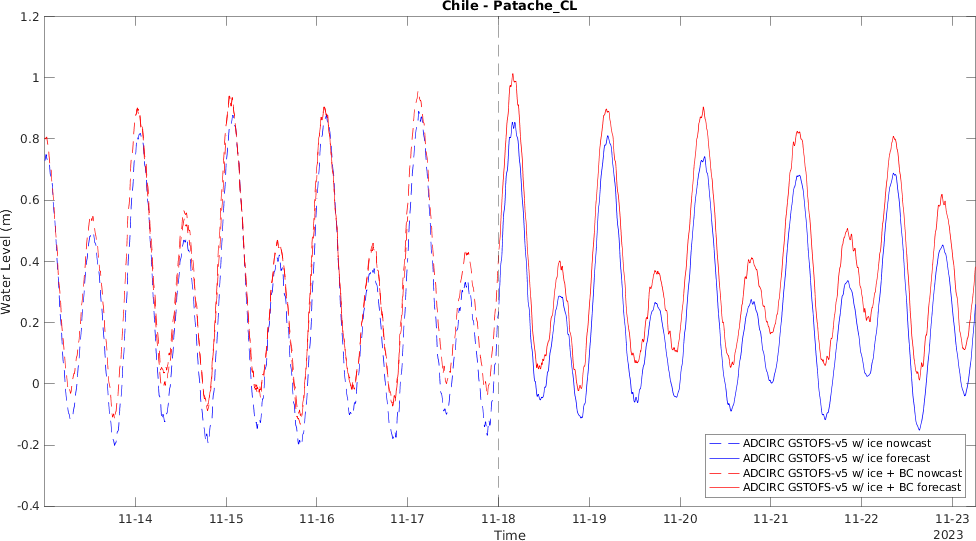 Chile - Patache_CL
1.2
1
0.8
0.6
0.4
0.2
0
-0.2
-0.4
Water Level (m)
11-14 11-15 11-16 11-17 11-18 11-19 11-20 11-21 11-22 11-23
Time
2023
ADCIRC GSTOFS-v5 w/ ice nowcast
ADCIRC GSTOFS-v5 w/ ice forecast
ADCIRC GSTOFS-v5 w/ ice + BC nowcast
ADCIRC GSTOFS-v5 w/ ice + BC forecast